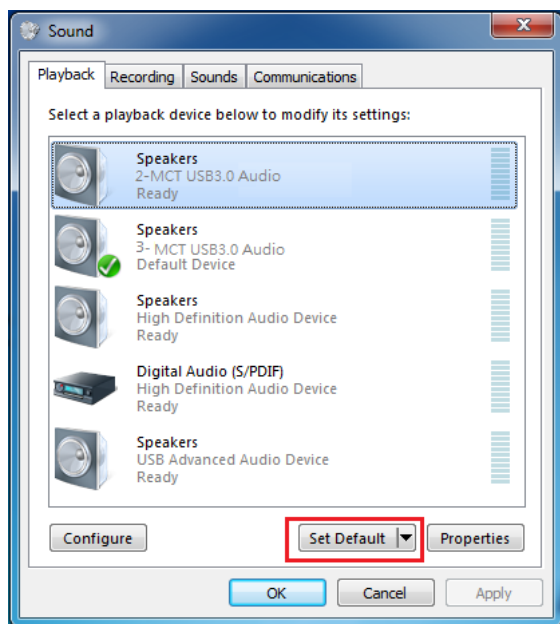 Sound
Playback Recording Sounds Communications
Select a playback device below to modify its settings:
Speakers
2-MCT USB3.0 Audio
Ready
Speakers
3- MCT USB3.0 Audio
Default Device
Speakers
High Definition Audio Device
Ready
Digital Audio (S/PDIF)
High Definition Audio Device
Ready
Speakers
USB Advanced Audio Device
Ready
Configure Set Default Properties
OK Cancel Apply